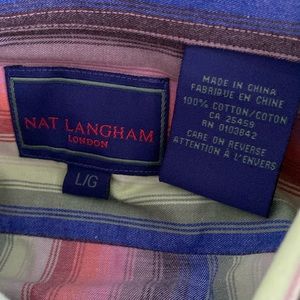 NAT LANGHAM
LONDON
L/G
MADE IN CHINA
FABRIQUE EN CHINE
100% COTTON/COTON
CA 25459
RN 0103842
CARE ON REVERSE
ATTENTION À L'ENVERS